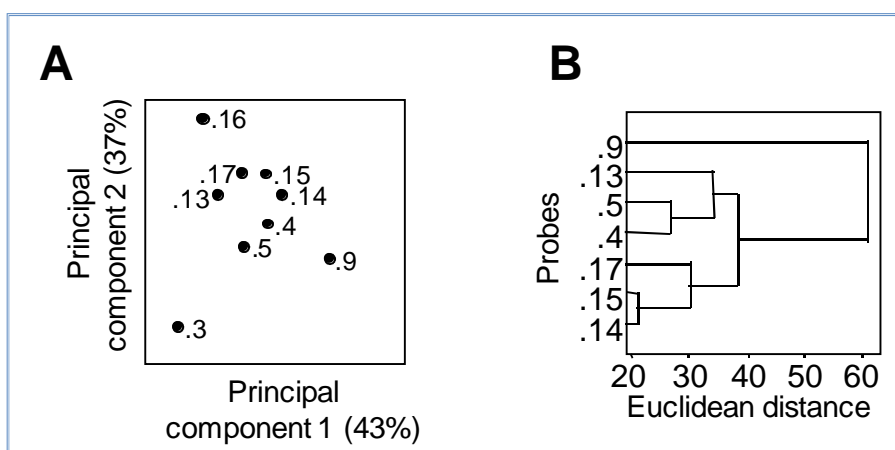 A
B
Principal
component 2 (37%)
.16
.17
.15
.13
.14
.4
.5
.9
.3
Principal
component 1 (43%)
Probes
.9
.13
.5
.4
.17
.15
.14
20 30 40 50 60
Euclidean distance